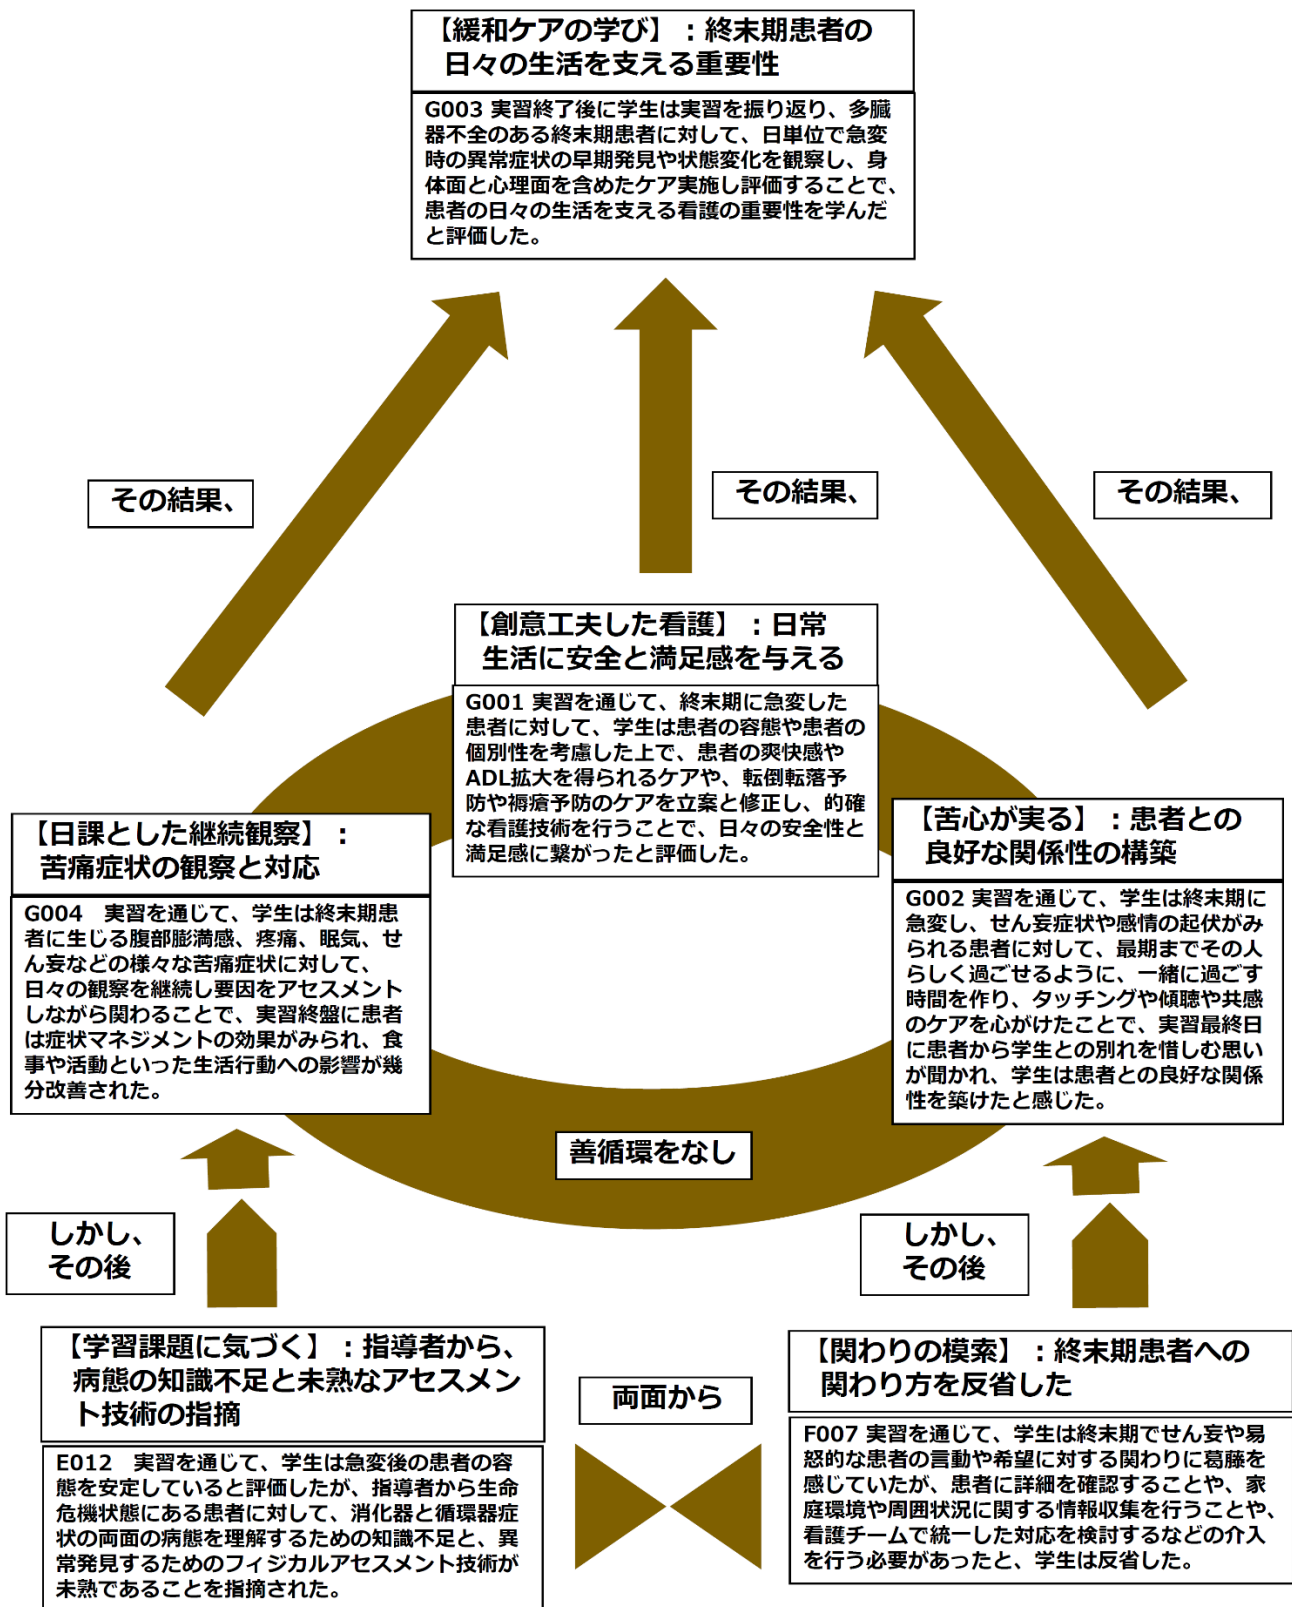 【緩和ケアの学び】：終末期患者の
日々の生活を支える重要性
G003 実習終了後に学生は実習を振り返り、多臓
器不全のある終末期患者に対して、日単位で急変
時の異常症状の早期発見や状態変化を観察し、身
体面と心理面を含めたケア実施し評価することで、
患者の日々の生活を支える看護の重要性を学んだ
と評価した。
その結果、
その結果、
その結果、
【創意工夫した看護】：日常
生活に安全と満足感を与える
G001 実習を通じて、終末期に急変した
患者に対して、学生は患者の容態や患者の
個別性を考慮した上で、患者の爽快感や
ADL拡大を得られるケアや、転倒転落予
防や褥瘡予防のケアを立案と修正し、的確
な看護技術を行うことで、日々の安全性と
満足感に繋がったと評価した。
【日課とした継続観察】：
苦痛症状の観察と対応
G004　実習を通じて、学生は終末期患
者に生じる腹部膨満感、疼痛、眠気、せ
ん妄などの様々な苦痛症状に対して、
日々の観察を継続し要因をアセスメント
しながら関わることで、実習終盤に患者
は症状マネジメントの効果がみられ、食
事や活動といった生活行動への影響が幾
分改善された。
【苦心が実る】：患者との
良好な関係性の構築
G002 実習を通じて、学生は終末期に
急変し、せん妄症状や感情の起伏がみ
られる患者に対して、最期までその人
らしく過ごせるように、一緒に過ごす
時間を作り、タッチングや傾聴や共感
のケアを心がけたことで、実習最終日
に患者から学生との別れを惜しむ思い
が聞かれ、学生は患者との良好な関係
性を築けたと感じた。
善循環をなし
しかし、
その後
しかし、
その後
【学習課題に気づく】：指導者から、
病態の知識不足と未熟なアセスメン
ト技術の指摘
E012　実習を通じて、学生は急変後の患者の容
態を安定していると評価したが、指導者から生命
危機状態にある患者に対して、消化器と循環器症
状の両面の病態を理解するための知識不足と、異
常発見するためのフィジカルアセスメント技術が
未熟であることを指摘された。
両面から
【関わりの模索】：終末期患者への
関わり方を反省した
F007 実習を通じて、学生は終末期でせん妄や易
怒的な患者の言動や希望に対する関わりに葛藤を
感じていたが、患者に詳細を確認することや、家
庭環境や周囲状況に関する情報収集を行うことや、
看護チームで統一した対応を検討するなどの介入
を行う必要があったと、学生は反省した。